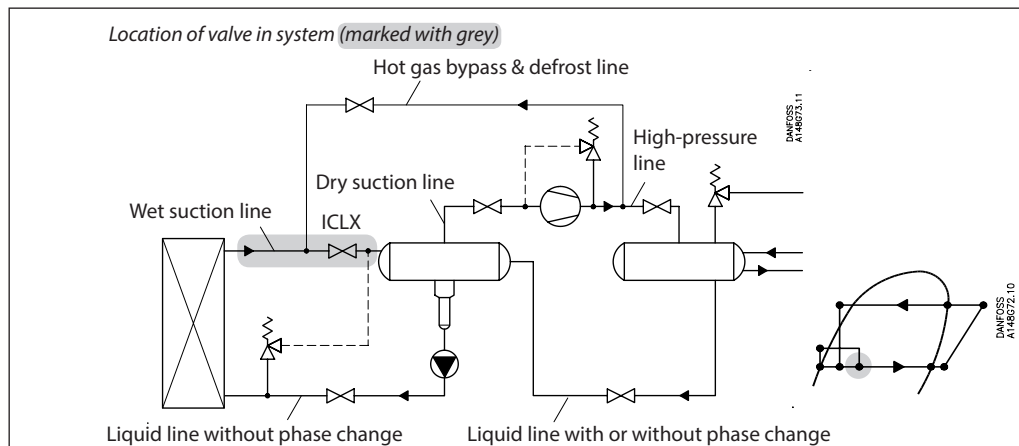 Location of valve in system (marked with grey)
Hot gas bypass & defrost line
DANFOSS
A148G73.11
High-pressure
line
Dry suction line
Wet suction line
ICLX
DANFOSS
A148G72.10
Liquid line without phase change
Liquid line with or without phase change